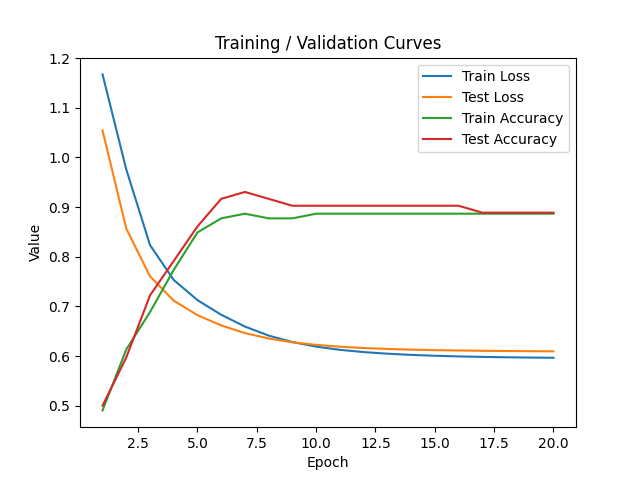 Training / Validation Curves
Train Loss
Test Loss
Train Accuracy
Test Accuracy
Value
1.2
1.1
1.0
0.9
0.8
0.7
0.6
0.5
2.5 5.0 7.5 10.0 12.5 15.0 17.5 20.0
Epoch